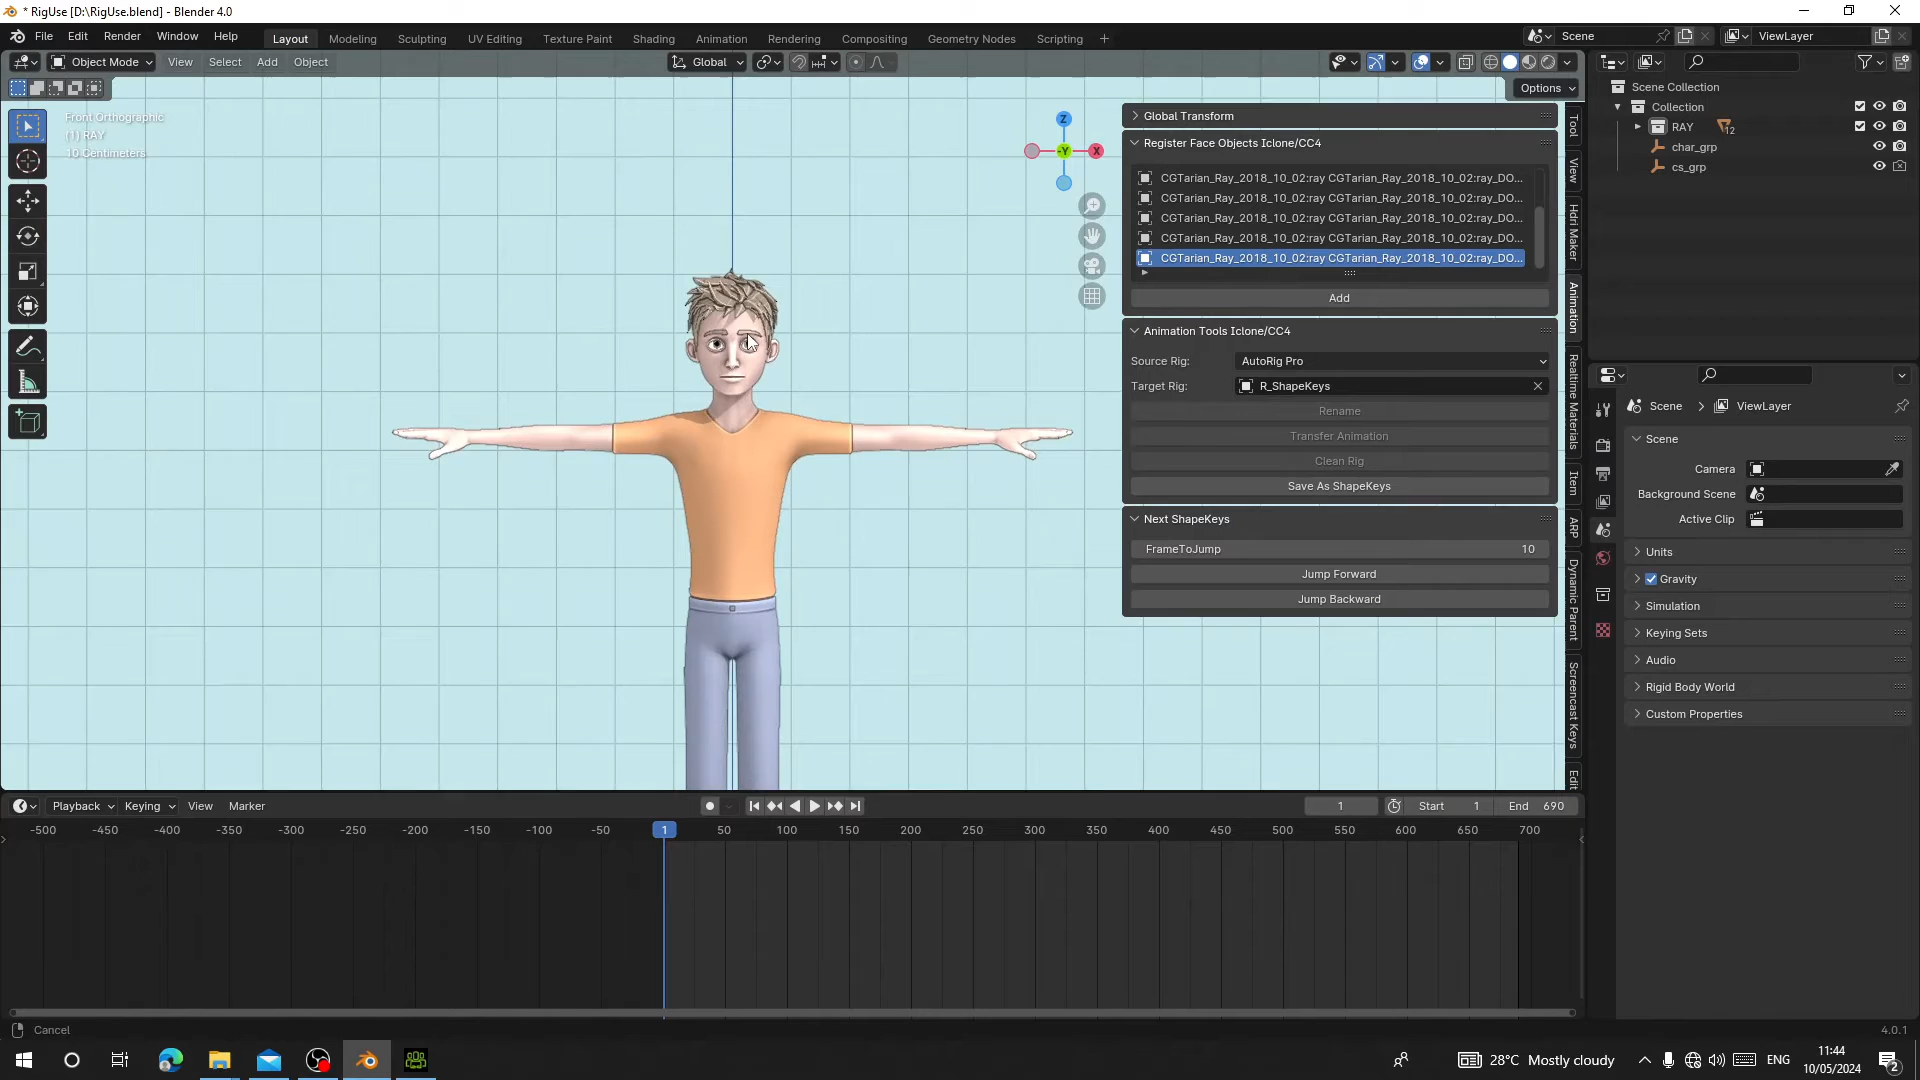 * RigUse [D:\RigUse.blend] - Blender 4.0
File Edit Render Window Help
Layout Modeling Sculpting UV Editing Texture Paint Shading Animation Rendering Compositing Geometry Nodes Scripting +
Scene
ViewLayer
Object Mode View Select Add Object
Global
Options
Front Orthographic
(1) RAY
10 Centimeters
Z
-Y
X
Global Transform
Register Face Objects Iclone/CC4
CGTarian_Ray_2018_10_02:ray CGTarian_Ray_2018_10_02:ray_DO...
CGTarian_Ray_2018_10_02:ray CGTarian_Ray_2018_10_02:ray_DO...
CGTarian_Ray_2018_10_02:ray CGTarian_Ray_2018_10_02:ray_DO...
CGTarian_Ray_2018_10_02:ray CGTarian_Ray_2018_10_02:ray_DO...
CGTarian_Ray_2018_10_02:ray CGTarian_Ray_2018_10_02:ray_DO...
Add
Animation Tools Iclone/CC4
Source Rig: AutoRig Pro
Target Rig: R_ShapeKeys
Rename
Transfer Animation
Clean Rig
Save As ShapeKeys
Next ShapeKeys
FrameToJump 10
Jump Forward
Jump Backward
Tool
View
Hdri Maker
Animation
Realtime Materials
Item
ARP
Dynamic Parent
Screencast Keys
Edit
Scene Collection
Collection
RAY 12
char_grp
cs_grp
Scene > ViewLayer
Scene
Camera
Background Scene
Active Clip
Units
Gravity
Simulation
Keying Sets
Audio
Rigid Body World
Custom Properties
Playback Keying View Marker
1 Start 1 End 690
-500 -450 -400 -350 -300 -250 -200 -150 -100 -50 1 50 100 150 200 250 300 350 400 450 500 550 600 650 700
Cancel
4.0.1
28°C Mostly cloudy
ENG
11:44
10/05/2024
2